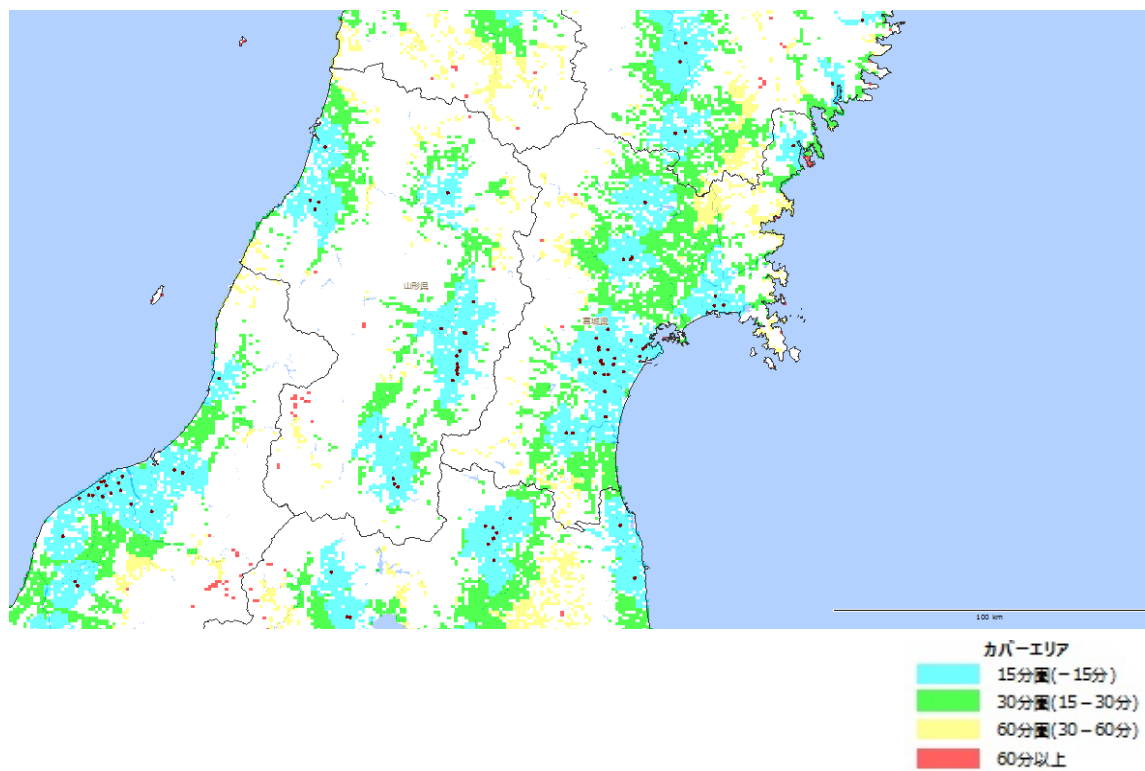 山形県
宮城県
100 km
カバーエリア
15分圏(－15分)
30分圏(15－30分)
60分圏(30－60分)
60分以上